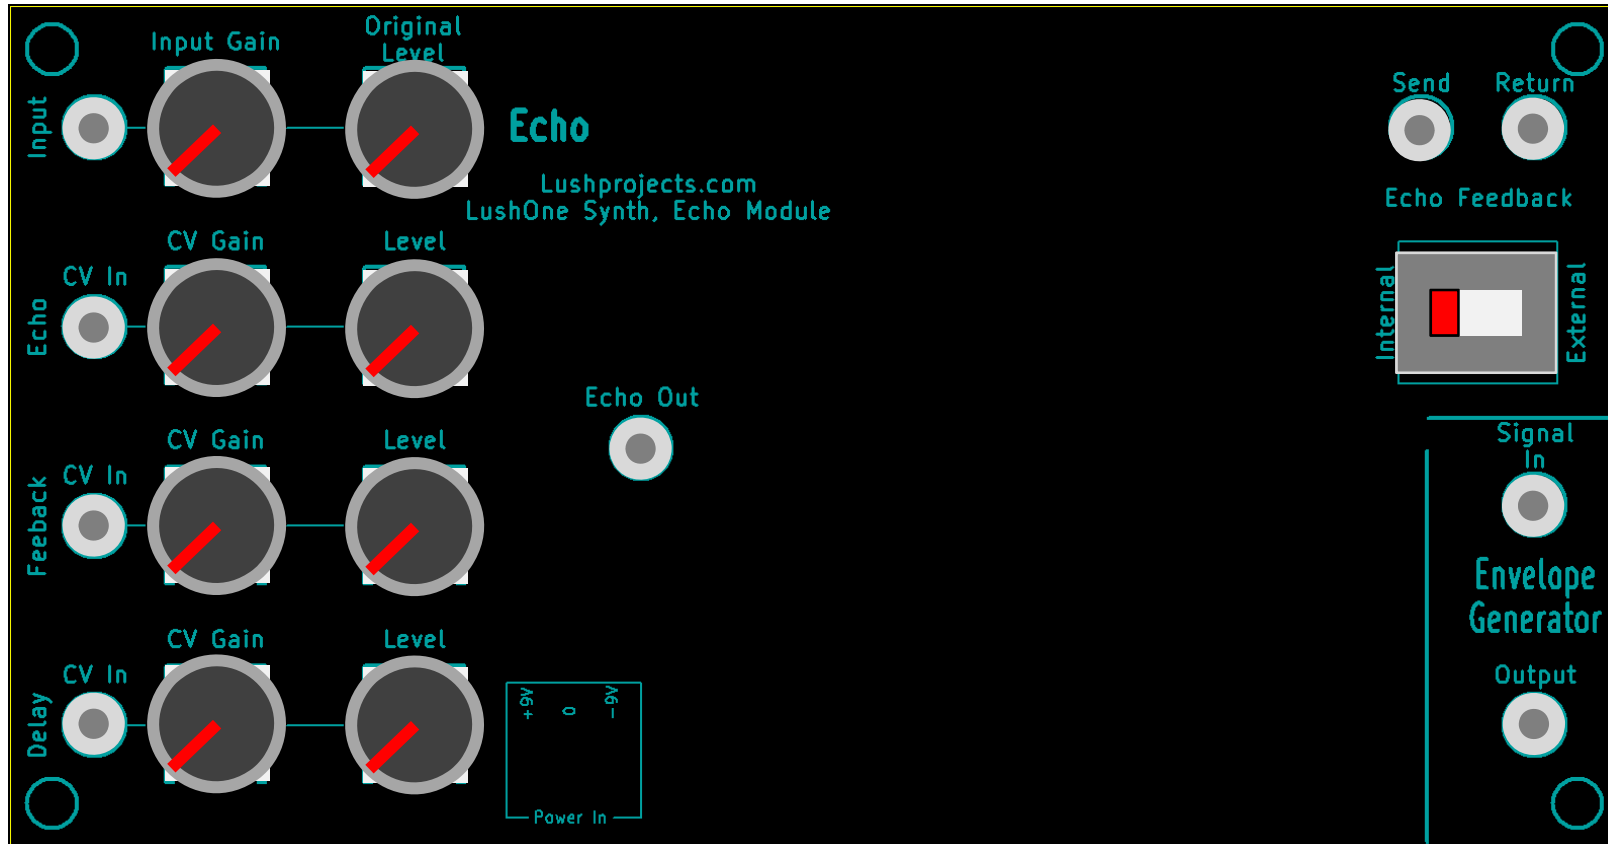 Input Gain
Original
Level
Input
Echo
Lushprojects.com
LushOne Synth, Echo Module
Send
Return
Echo Feedback
Internal
External
CV Gain
Level
CV In
Echo
Echo Out
CV Gain
Level
CV In
Feeback
Signal
In
Envelope
Generator
Output
CV Gain
Level
CV In
Delay
+9V
0
-9V
Power In